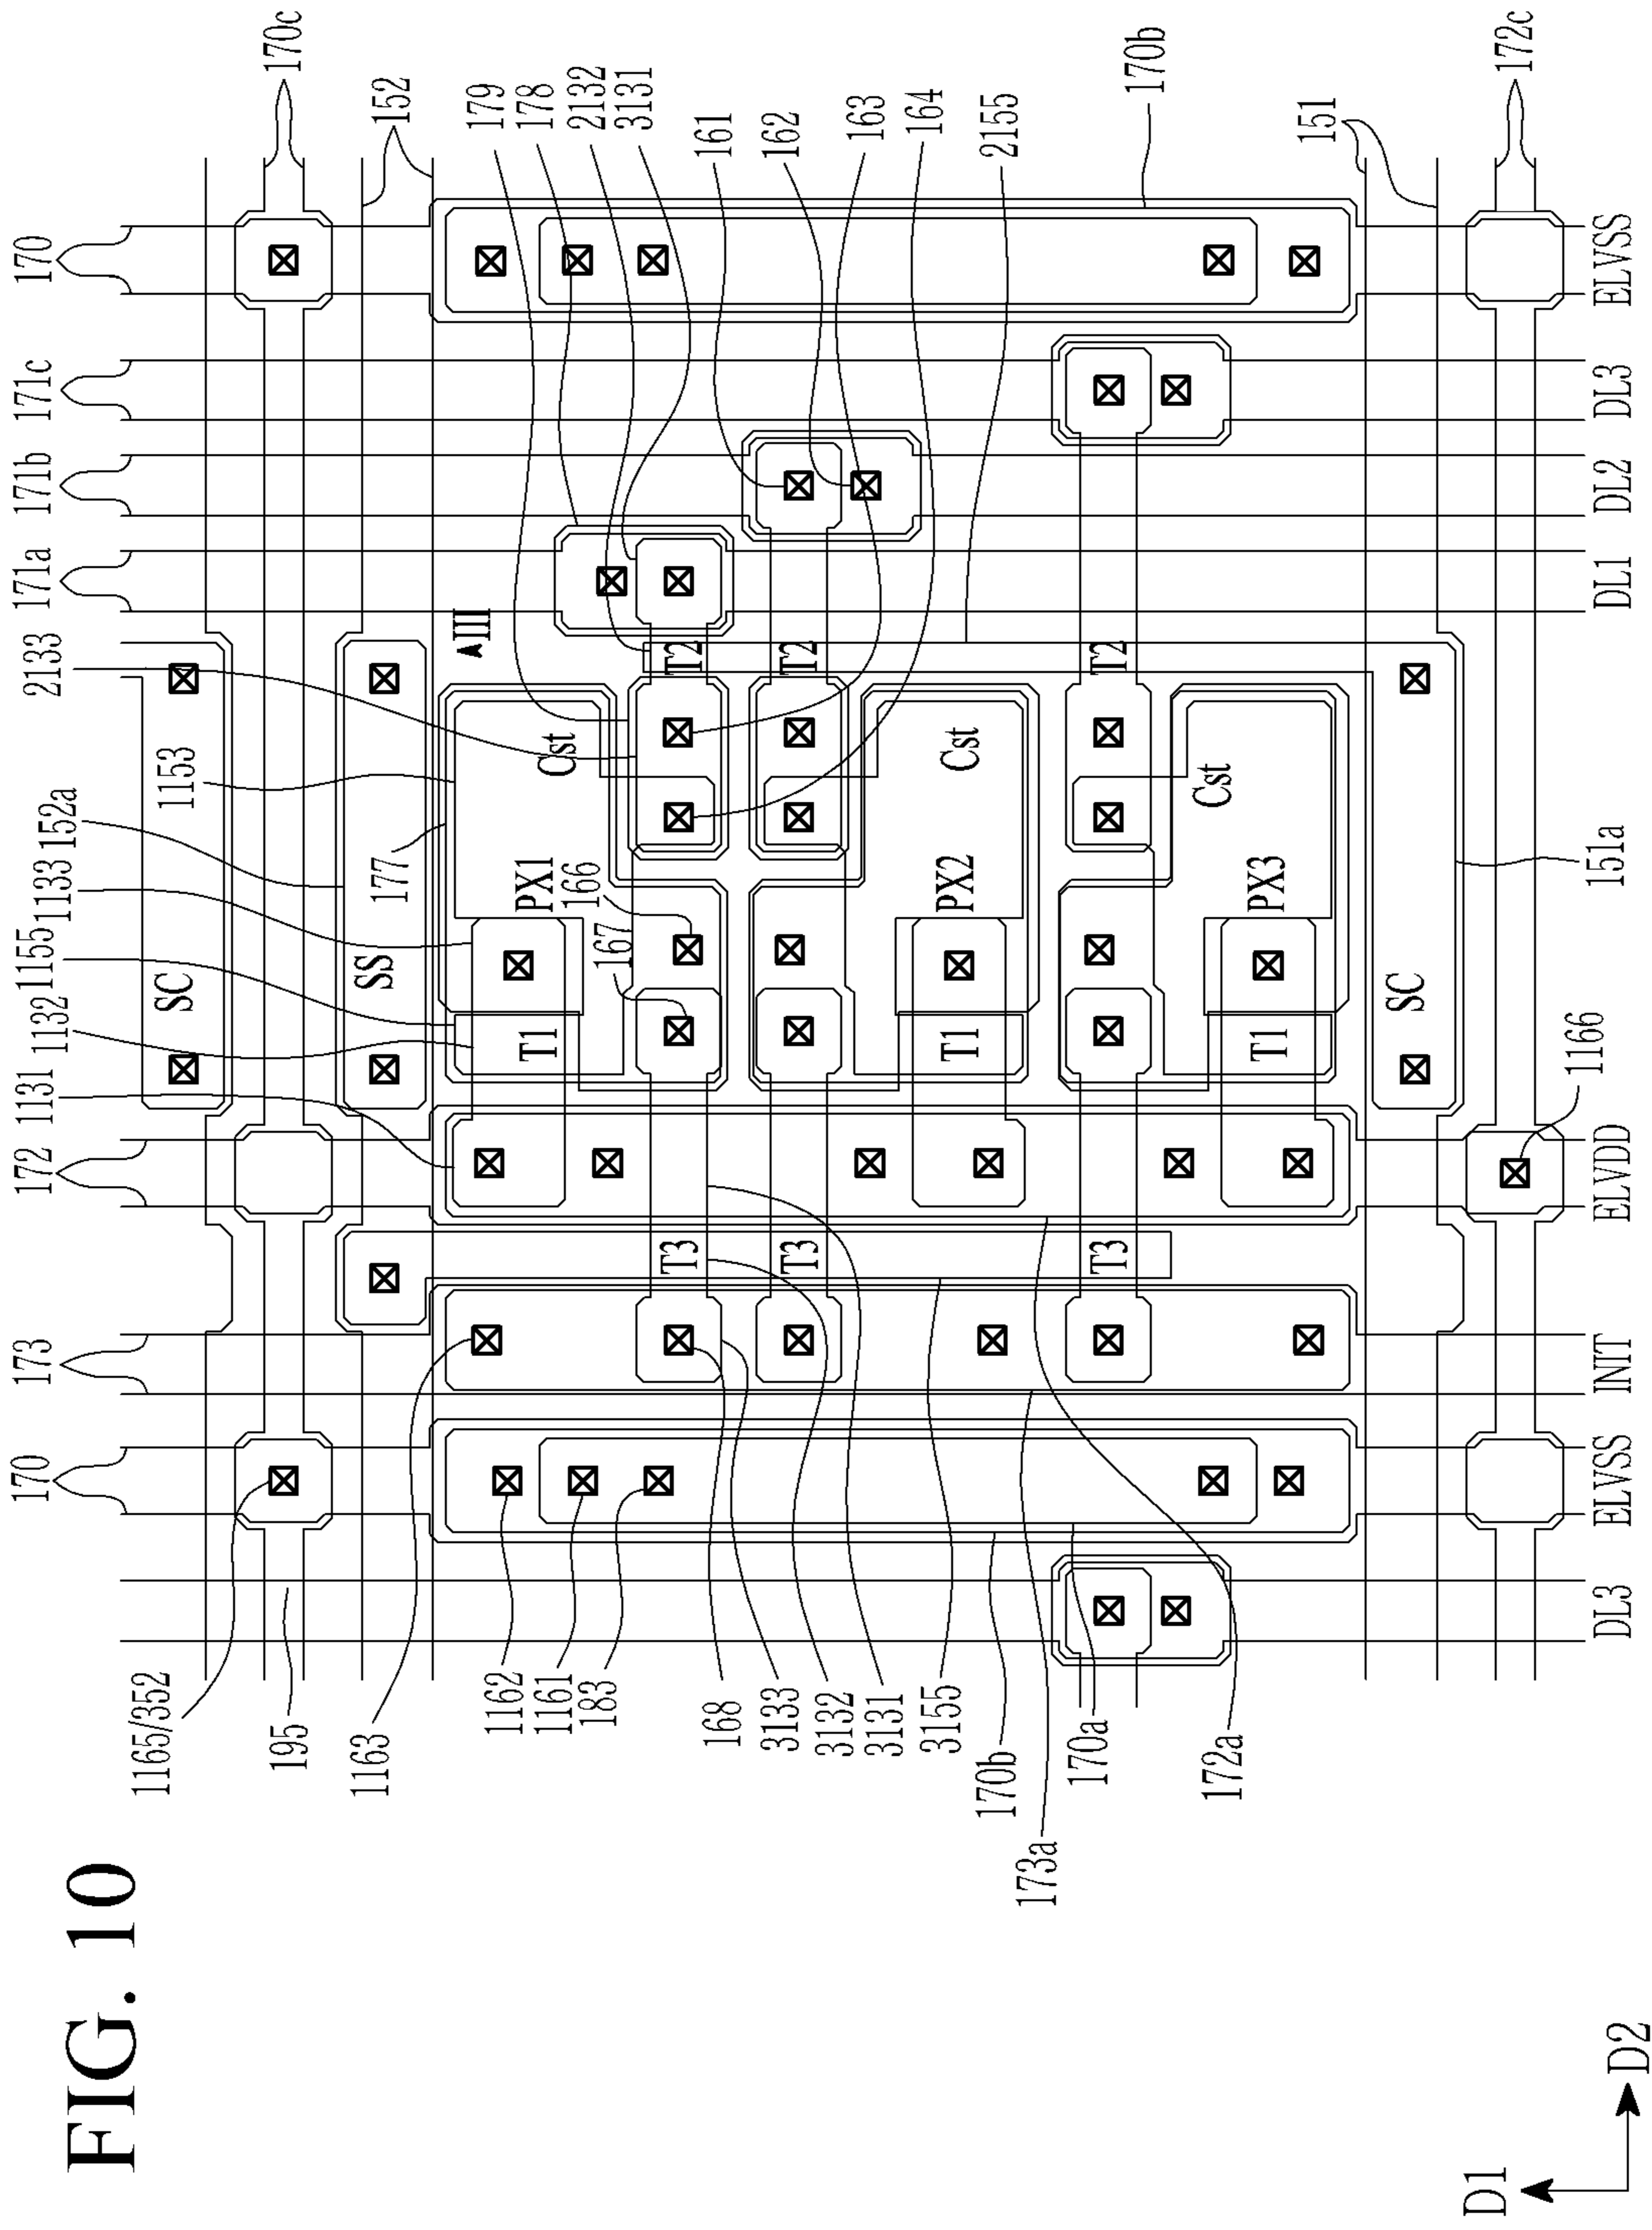 FIG. 10
170
173
172
1131
1132
1155
1133
152a
1153
2133
171a
171b
171c
170
170c
152
179
178
2132
3131
161
162
163
164
2155
170b
151
172c
SC
SS
177
AIII
Cst
PX1
166
167
T1
T2
T3
T2
T3
Cst
PX2
T1
T2
T3
Cst
PX3
T1
SC
151a
1166
1165/352
195
1163
1162
1161
183
168
3133
3132
3131
3155
170b
173a
170a
172a
DL3
ELVSS
INIT
ELVDD
DL1
DL2
DL3
ELVSS
D1
D2